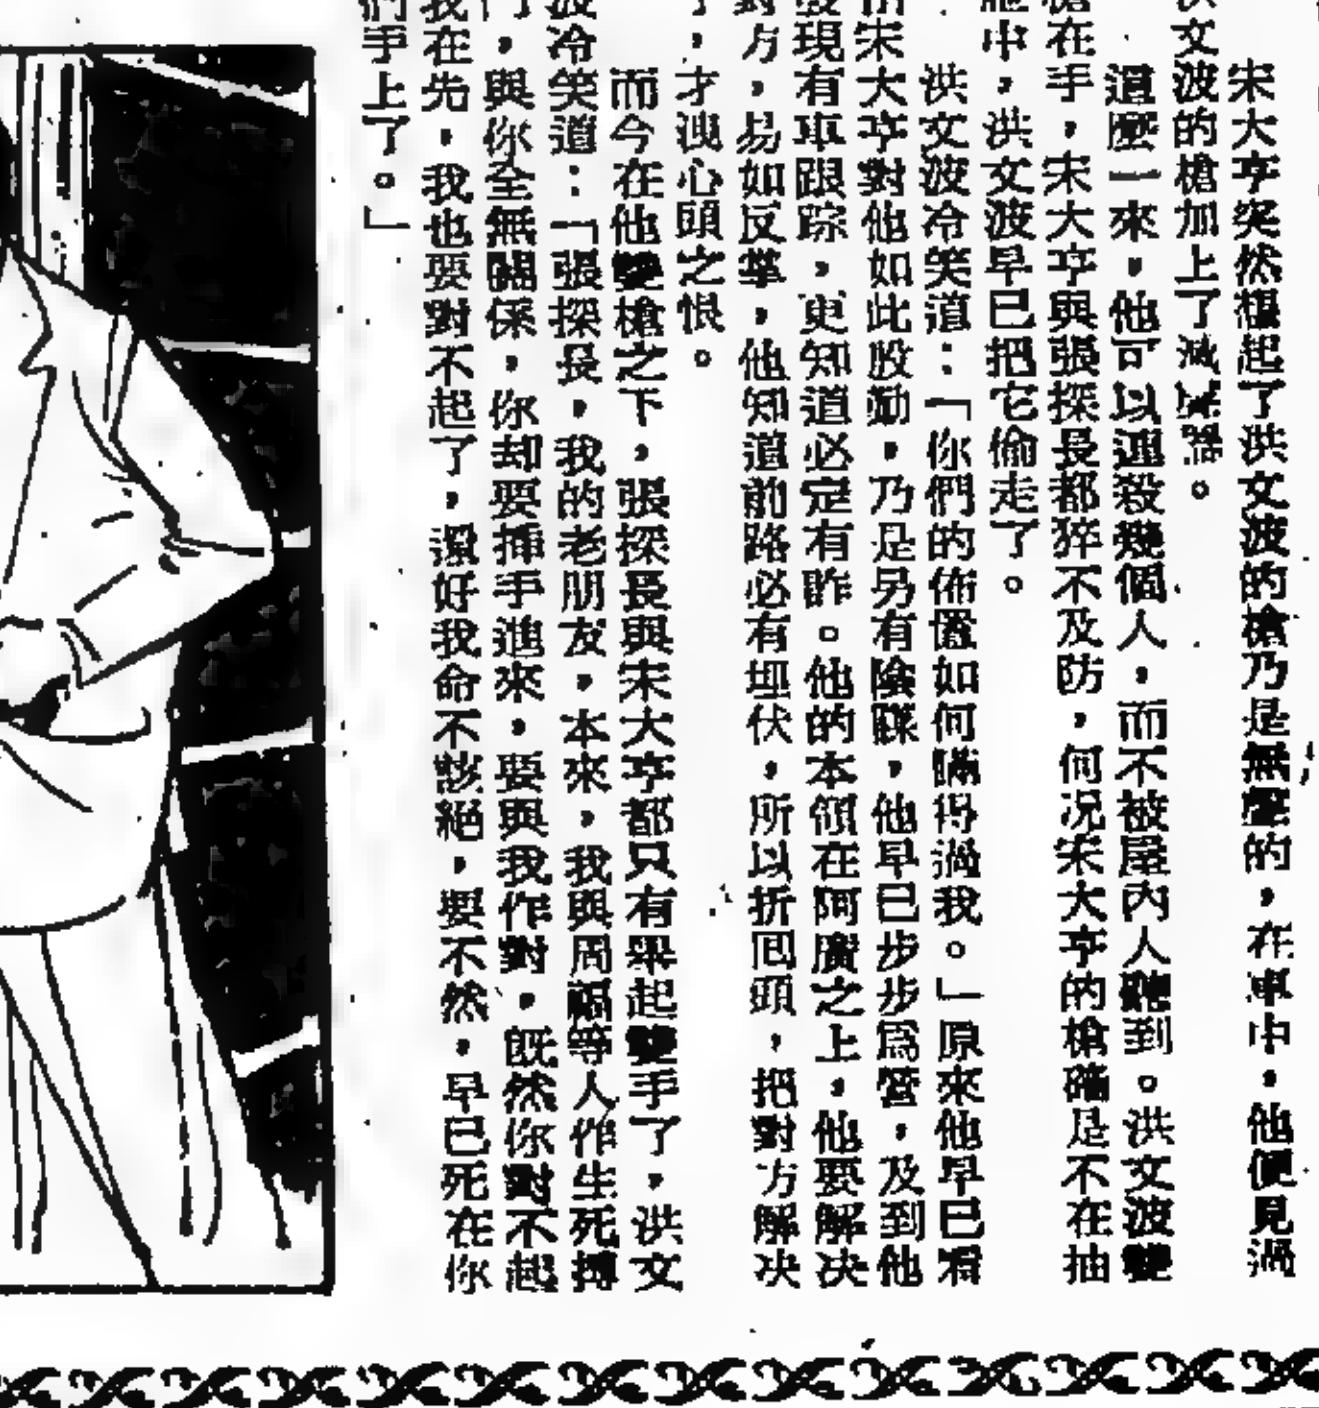 宋大亨突然想起了洪文波的槍乃是無聲的，在車中，他便見過
洪文波的槍加上了滅聲器。
這麼一來，他可以連殺幾個人，而不被屋內人聽到。洪文波雙
槍在手，宋大亨與張探長都猝不及防，何況宋大亨的槍確是不在抽
屜中，洪文波早已把它偷走了。
洪文波冷笑道：「你們的佈置如何瞞得過我。」原來他早已看
出宋大亨對他如此殷勤，乃是另有陰謀，他早已步步爲營，及到他
發現有車跟踪，更知道必定有詐。他的本領在阿廣之上，他要解決
對方，易如反掌，他知道前路必有埋伏，所以折囘頭，把對方解決
了，才洩心頭之恨。
而今在他雙槍之下，張探長與宋大亨都只有舉起雙手了，洪文
波冷笑道：「張探長，我的老朋友，本來，我與周福等人作生死搏
鬥，與你全無關係，你却要揷手進來，要與我作對，既然你對不起
我在先，我也要對不起了，還好我命不該絕，要不然，早已死在你
們手上了。」